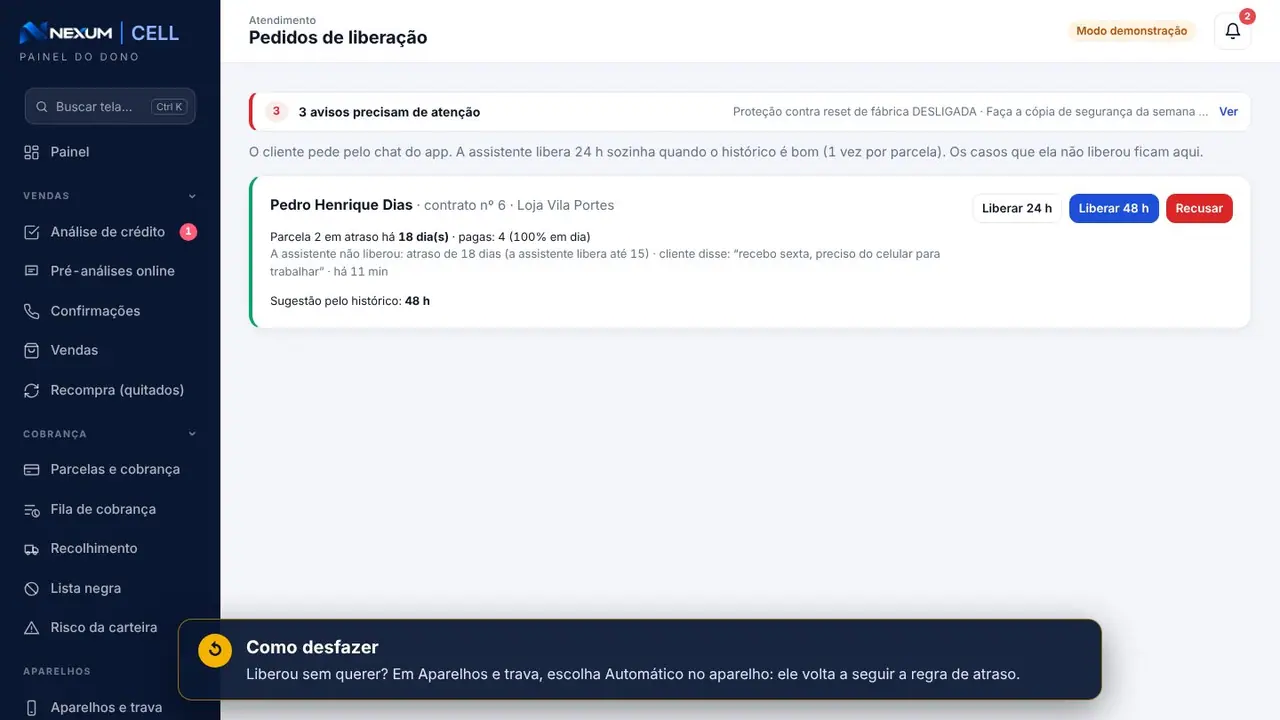 NEXUM | CELL
PAINEL DO DONO
Buscar tela... Ctrl K
Painel
VENDAS
Análise de crédito 1
Pré-análises online
Confirmações
Vendas
Recompra (quitados)
COBRANÇA
Parcelas e cobrança
Fila de cobrança
Recolhimento
Lista negra
Risco da carteira
APARELHOS
Aparelhos e trava
Atendimento
Pedidos de liberação
Modo demonstração
2
3 3 avisos precisam de atenção
Proteção contra reset de fábrica DESLIGADA · Faça a cópia de segurança da semana ... Ver
O cliente pede pelo chat do app. A assistente libera 24 h sozinha quando o histórico é bom (1 vez por parcela). Os casos que ela não liberou ficam aqui.
Pedro Henrique Dias · contrato nº 6 · Loja Vila Portes
Liberar 24 h Liberar 48 h Recusar
Parcela 2 em atraso há 18 dia(s) · pagas: 4 (100% em dia)
A assistente não liberou: atraso de 18 dias (a assistente libera até 15) · cliente disse: “recebo sexta, preciso do celular para
trabalhar” · há 11 min
Sugestão pelo histórico: 48 h
Como desfazer
Liberou sem querer? Em Aparelhos e trava, escolha Automático no aparelho: ele volta a seguir a regra de atraso.